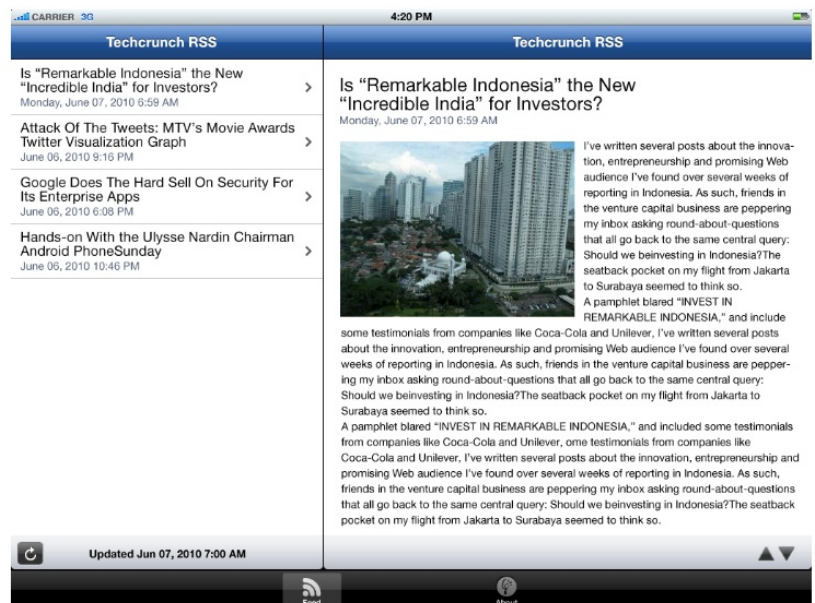 CARRIER 3G
4:20 PM
Techcrunch RSS
Is “Remarkable Indonesia” the New
“Incredible India” for Investors?
Monday, June 07, 2010 6:59 AM
Attack Of The Tweets: MTV’s Movie Awards
Twitter Visualization Graph
June 06, 2010 9:16 PM
Google Does The Hard Sell On Security For
Its Enterprise Apps
June 06, 2010 6:08 PM
Hands-on With the Ulysse Nardin Chairman
Android PhoneSunday
June 06, 2010 10:46 PM
Updated Jun 07, 2010 7:00 AM
Techcrunch RSS
Is “Remarkable Indonesia” the New
“Incredible India” for Investors?
Monday, June 07, 2010 6:59 AM
I’ve written several posts about the innova-
tion, entrepreneurship and promising Web
audience I’ve found over several weeks of
reporting in Indonesia. As such, friends in
the venture capital business are peppering
my inbox asking round-about-questions
that all go back to the same central query:
Should we beinvesting in Indonesia?The
seatback pocket on my flight from Jakarta
to Surabaya seemed to think so.
A pamphlet blared “INVEST IN
REMARKABLE INDONESIA,” and include
some testimonials from companies like Coca-Cola and Unilever, I’ve written several posts
about the innovation, entrepreneurship and promising Web audience I’ve found over several
weeks of reporting in Indonesia. As such, friends in the venture capital business are pepper-
ing my inbox asking round-about-questions that all go back to the same central query:
Should we beinvesting in Indonesia?The seatback pocket on my flight from Jakarta to
Surabaya seemed to think so.
A pamphlet blared “INVEST IN REMARKABLE INDONESIA,” and included some testimonials
from companies like Coca-Cola and Unilever, ome testimonials from companies like
Coca-Cola and Unilever, I’ve written several posts about the innovation, entrepreneurship and
promising Web audience I’ve found over several weeks of reporting in Indonesia. As such,
friends in the venture capital business are peppering my inbox asking round-about-questions
that all go back to the same central query: Should we beinvesting in Indonesia?The seatback
pocket on my flight from Jakarta to Surabaya seemed to think so.
Feed
About